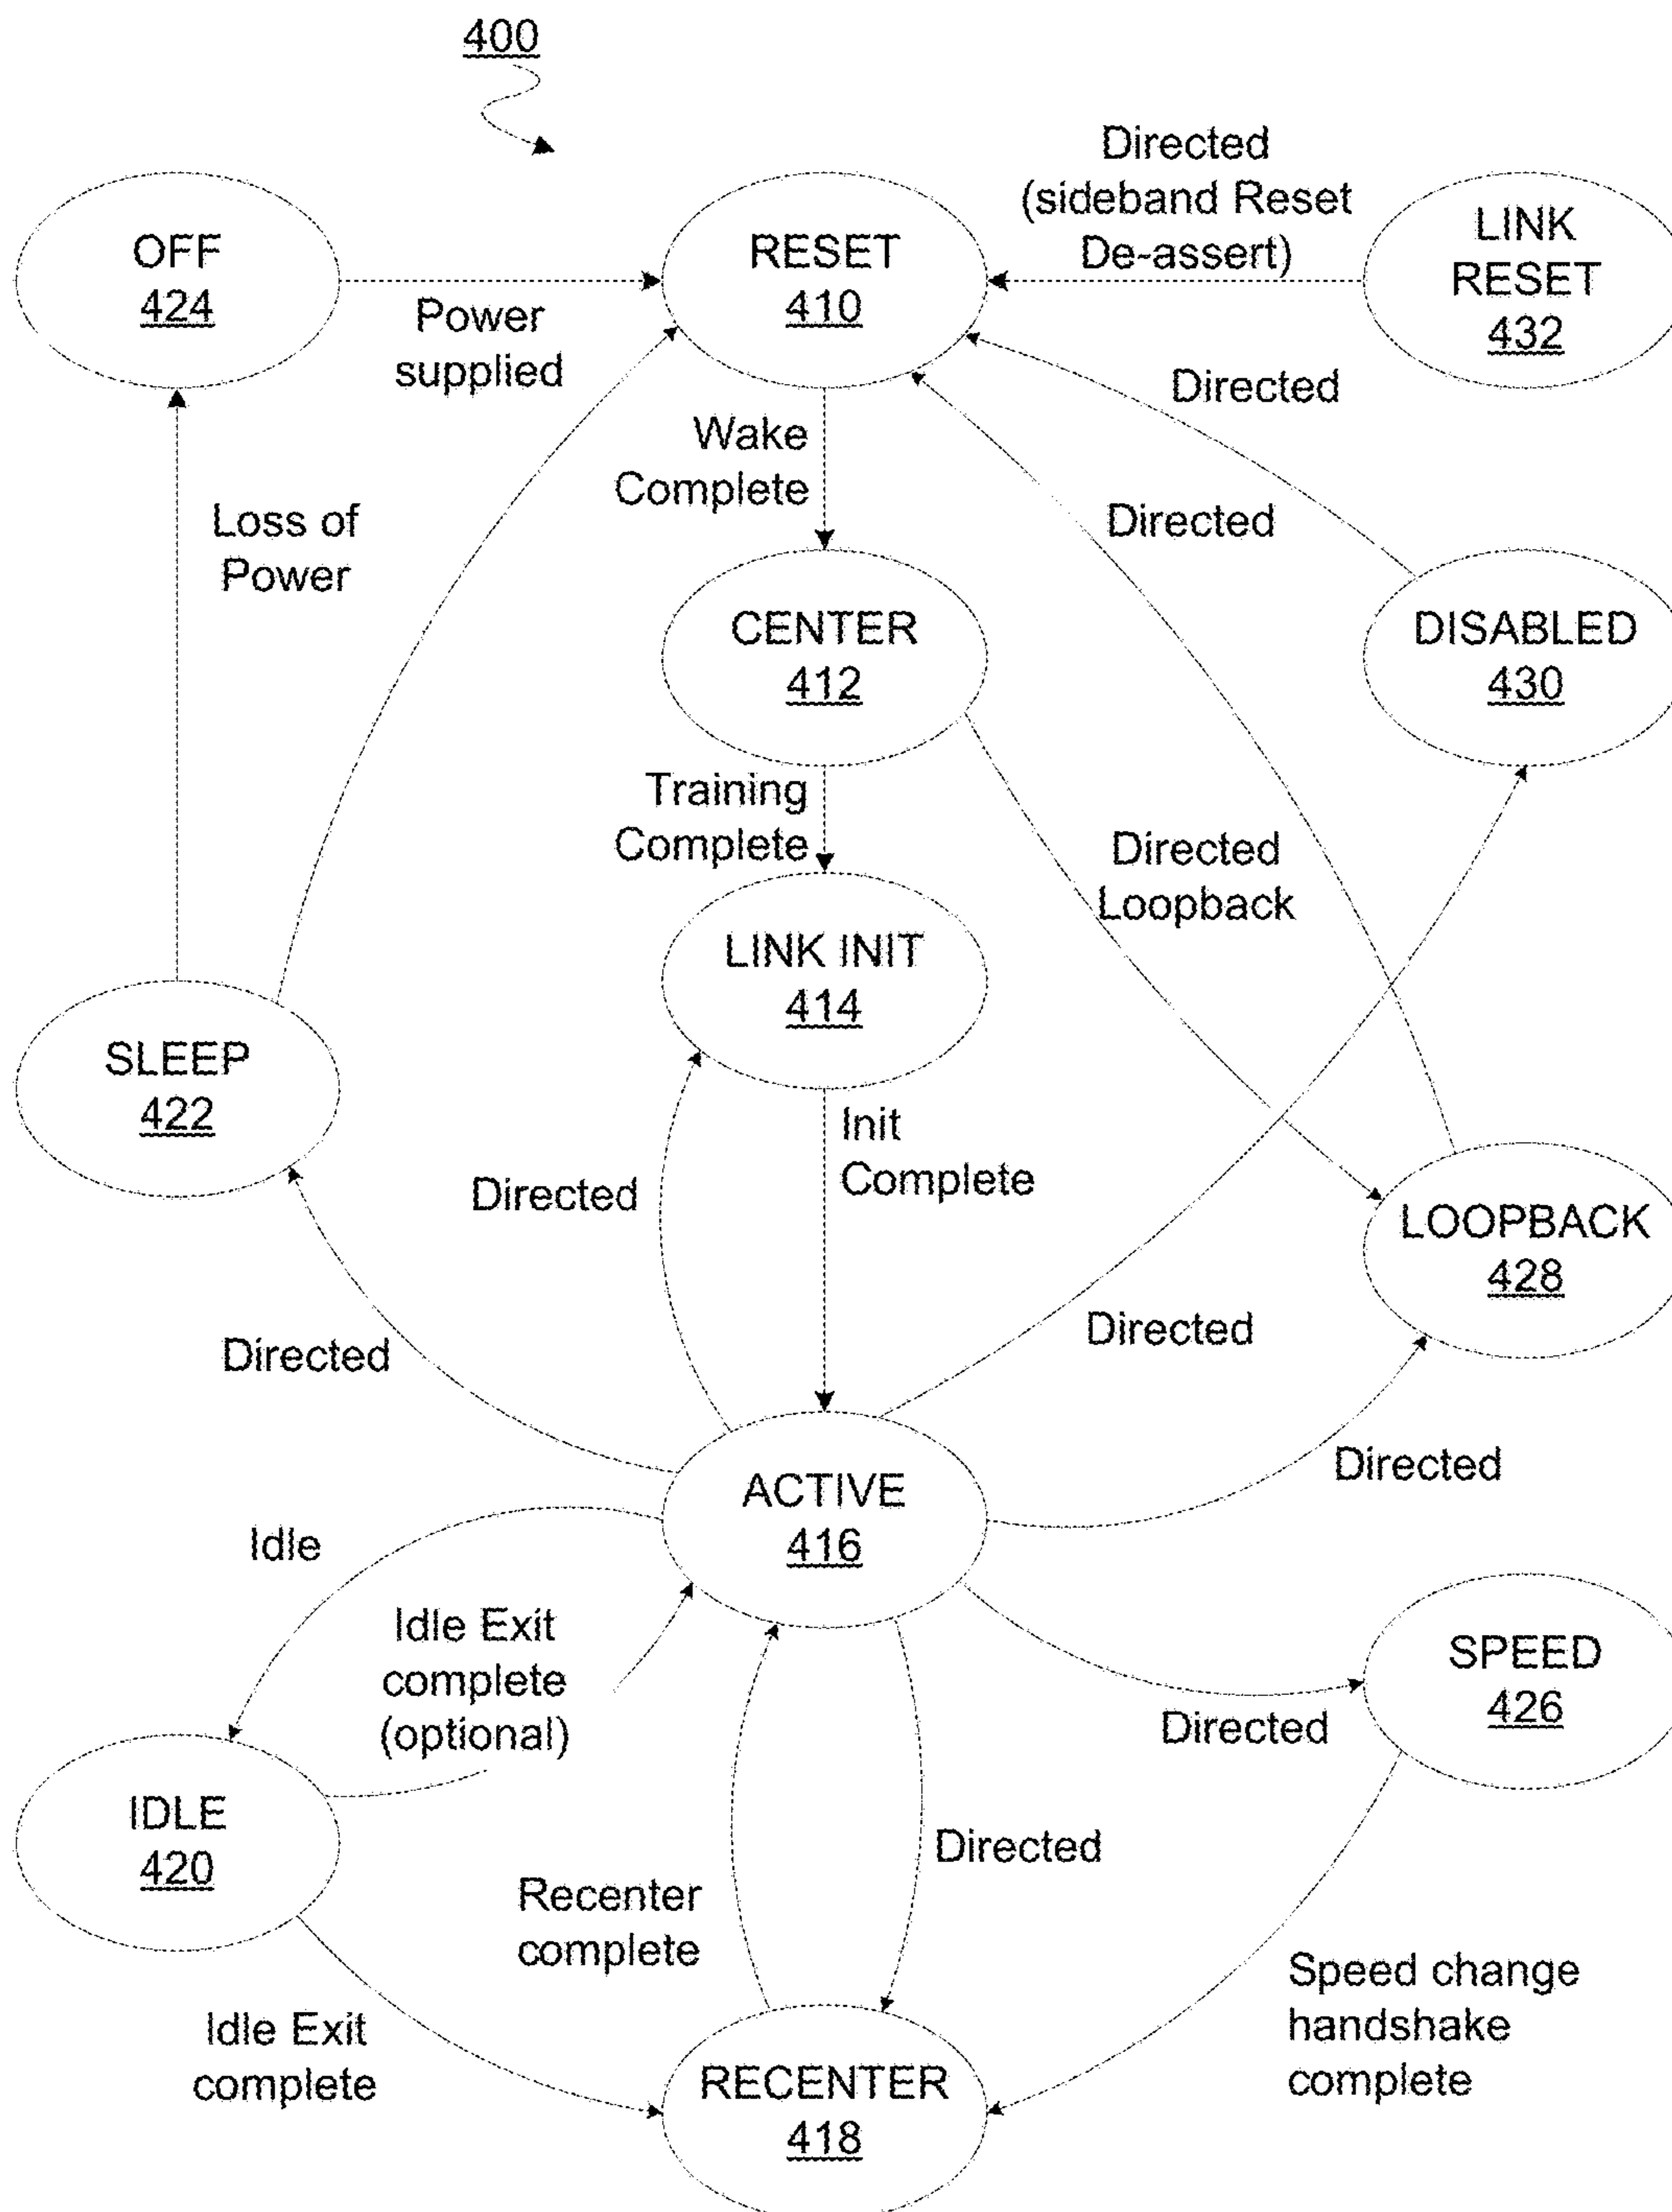 400
OFF
424
Power
supplied
RESET
410
Directed
(sideband Reset
De-assert)
LINK
RESET
432
Directed
Wake
Complete
Loss of
Power
Directed
CENTER
412
DISABLED
430
Training
Complete
Directed
Loopback
LINK INIT
414
SLEEP
422
Init
Complete
Directed
LOOPBACK
428
Directed
Directed
Directed
ACTIVE
416
Idle
Idle Exit
complete
(optional)
SPEED
426
Directed
IDLE
420
Directed
Recenter
complete
Speed change
handshake
complete
Idle Exit
complete
RECENTER
418